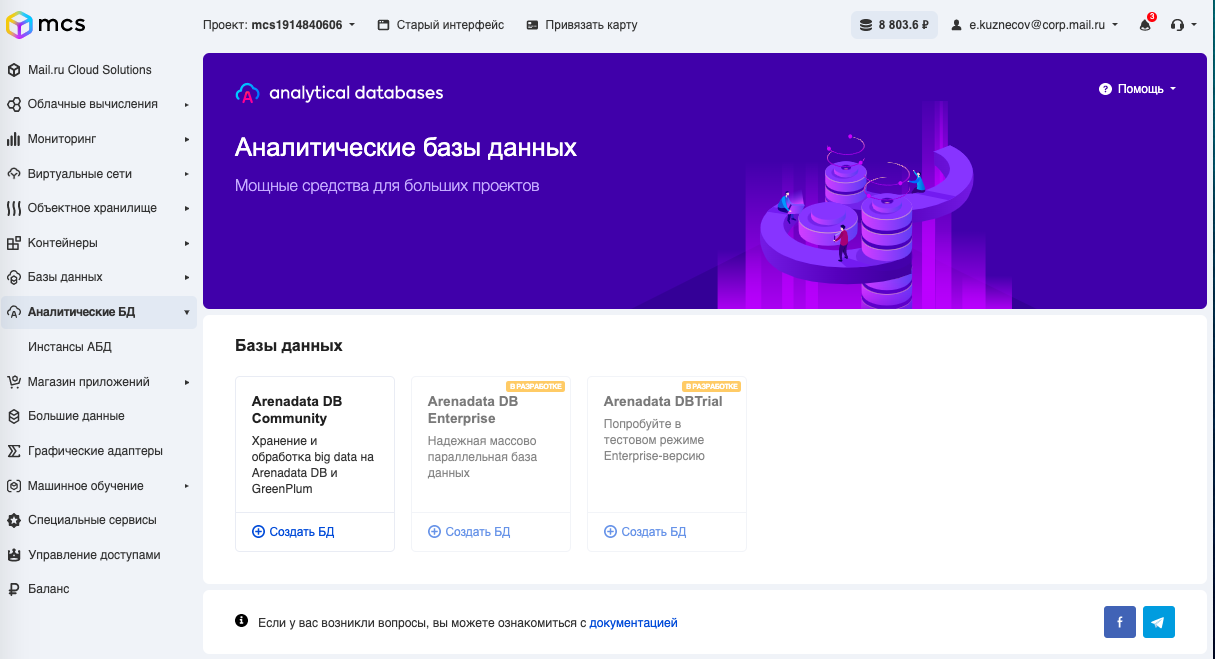 mcs
Проект: mcs1914840606
Старый интерфейс
Привязать карту
8 803.6 ₽
e.kuznecov@corp.mail.ru
3
Mail.ru Cloud Solutions
Облачные вычисления
Мониторинг
Виртуальные сети
Объектное хранилище
Контейнеры
Базы данных
Аналитические БД
Инстансы АБД
Магазин приложений
Большие данные
Графические адаптеры
Машинное обучение
Специальные сервисы
Управление доступами
Баланс
analytical databases
Помощь
Аналитические базы данных
Мощные средства для больших проектов
Базы данных
Arenadata DB
Community
Хранение и
обработка big data на
Arenadata DB и
GreenPlum
Создать БД
В РАЗРАБОТКЕ
Arenadata DB
Enterprise
Надежная массово
параллельная база
данных
Создать БД
В РАЗРАБОТКЕ
Arenadata DBTrial
Попробуйте в
тестовом режиме
Enterprise-версию
Создать БД
Если у вас возникли вопросы, вы можете ознакомиться с документацией